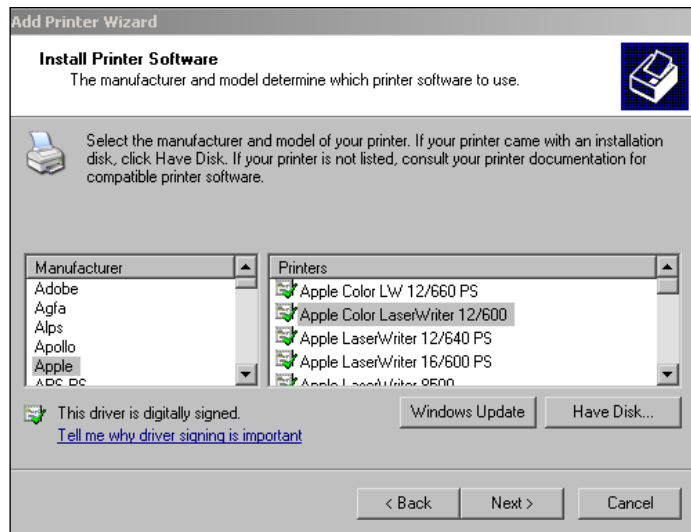 Add Printer Wizard
Install Printer Software
The manufacturer and model determine which printer software to use.
Select the manufacturer and model of your printer. If your printer came with an installation
disk, click Have Disk. If your printer is not listed, consult your printer documentation for
compatible printer software.
Manufacturer
Adobe
Agfa
Alps
Apollo
Apple
APS-PS
Printers
Apple Color LW 12/660 PS
Apple Color LaserWriter 12/600
Apple LaserWriter 12/640 PS
Apple LaserWriter 16/600 PS
Apple LaserWriter 8500
This driver is digitally signed.
Tell me why driver signing is important
Windows Update
Have Disk...
< Back
Next >
Cancel